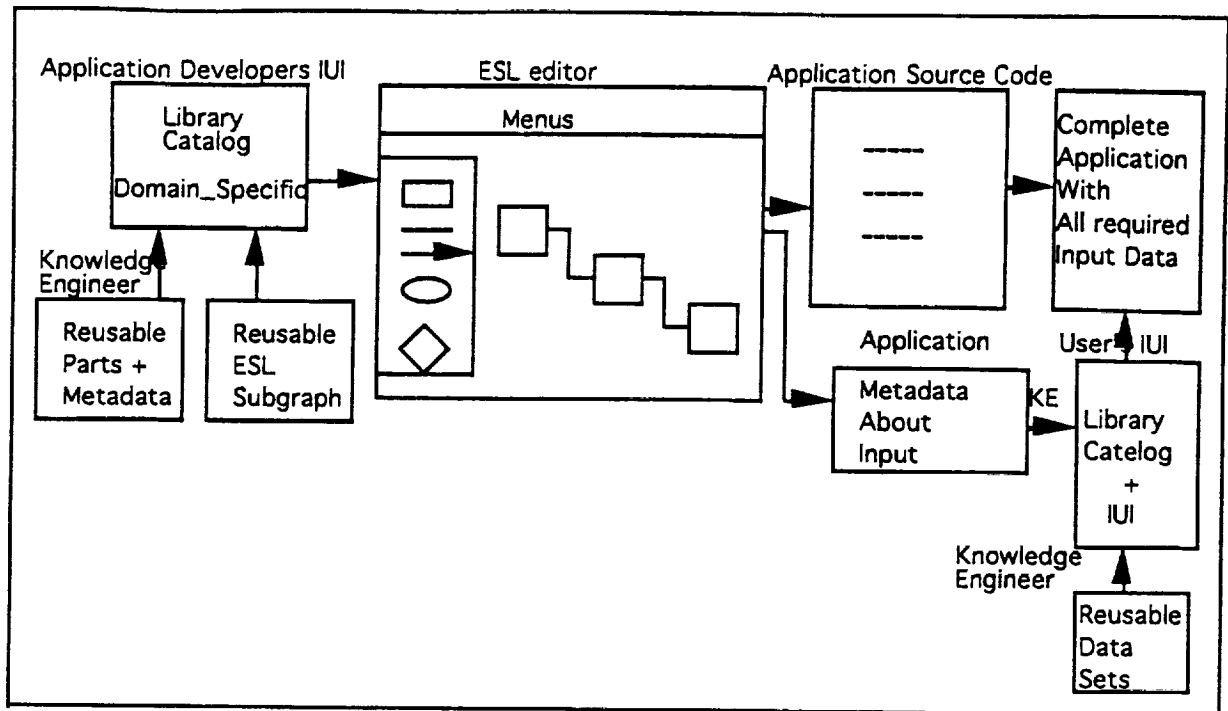 Application Developers IUI
Library
Catalog
Domain_Specific
Knowledge
Engineer
Reusable
Parts +
Metadata
Reusable
ESL
Subgraph
ESL editor
Menus
Application Source Code
-----
-----
-----
Complete
Application
With
All required
Input Data
Application
Metadata
About
Input
KE
User IUI
Library
Catelog
+
IUI
Knowledge
Engineer
Reusable
Data
Sets